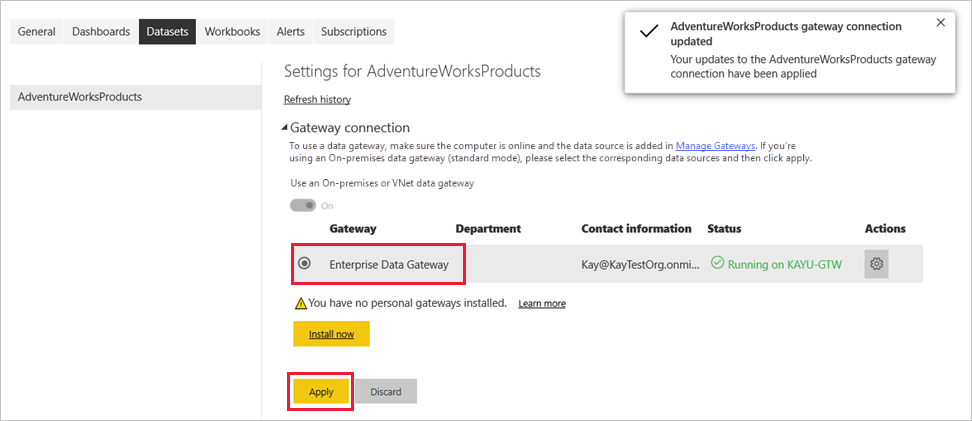 General
Dashboards
Datasets
Workbooks
Alerts
Subscriptions
AdventureWorksProducts gateway connection
updated
Your updates to the AdventureWorksProducts gateway
connection have been applied
AdventureWorksProducts
Settings for AdventureWorksProducts
Refresh history
Gateway connection
To use a data gateway, make sure the computer is online and the data source is added in Manage Gateways. If you're
using an On-premises data gateway (standard mode), please select the corresponding data sources and then click apply.
Use an On-premises or VNet data gateway
On
Gateway
Department
Contact information
Status
Actions
Enterprise Data Gateway
Kay@KayTestOrg.onmi...
Running on KAYU-GTW
You have no personal gateways installed.
Learn more
Install now
Apply
Discard